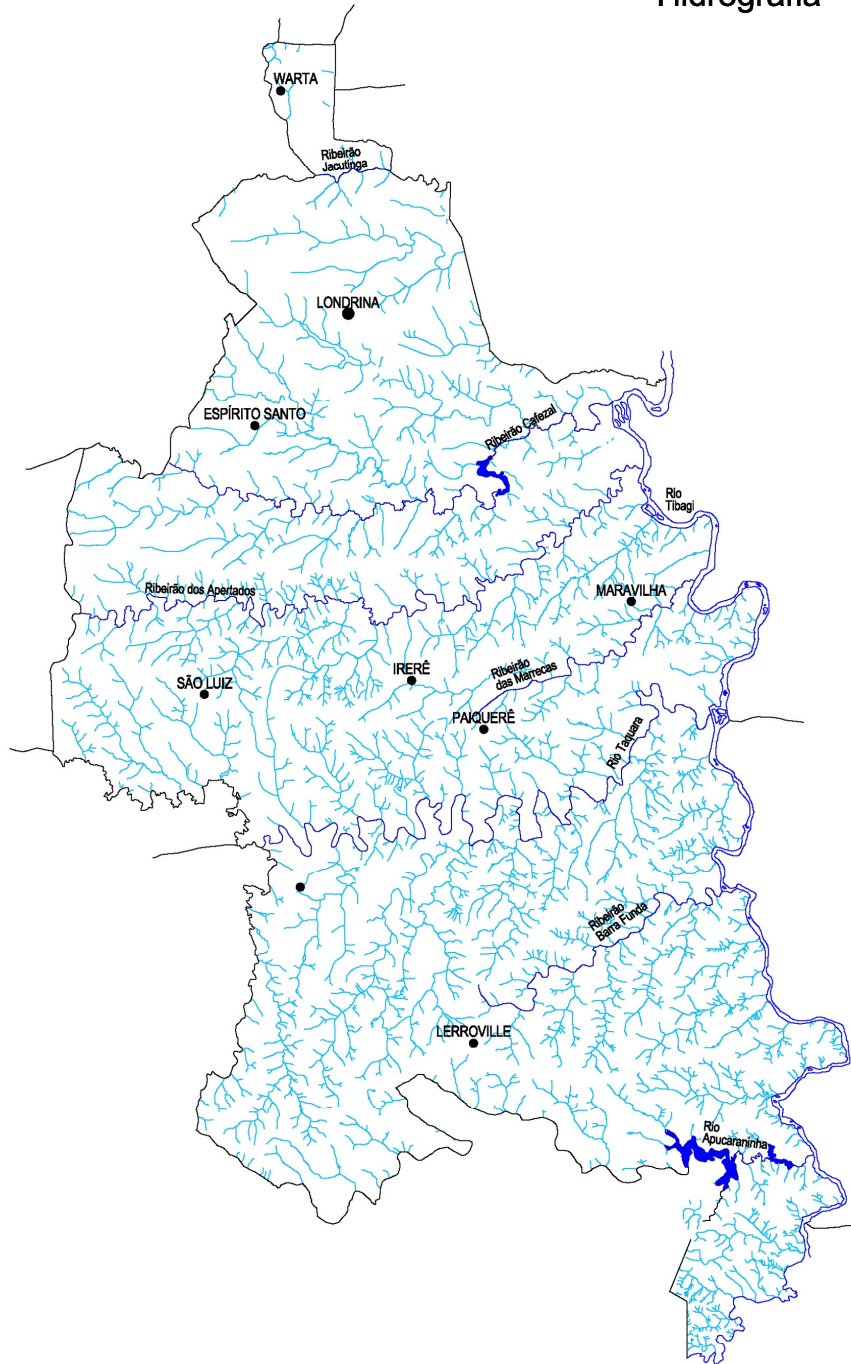 Hidrografia
WARTA
Ribeirão
Jacutinga
LONDRINA
ESPÍRITO SANTO
Ribeirão Cafezal
Rio
Tibagi
Ribeirão dos Apertados
MARAVILHA
IRERÊ
Ribeirão
das Marrecas
SÃO LUIZ
PAIQUERÊ
Rio Taquara
Ribeirão
Barra Funda
LERROVILLE
Rio
Apucaraninha